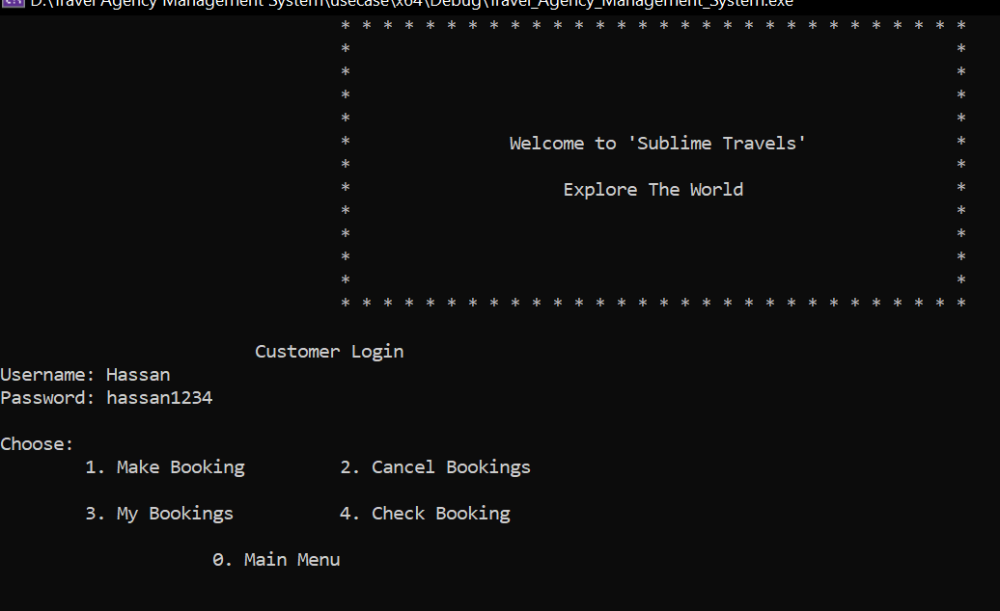 D:\Travel Agency Management System\usecase\x64\Debug\Travel_Agency_Management_System.exe
* * * * * * * * * * * * * * * * * * * * * * * * * * * * * *
* *
* *
* *
* *
* Welcome to 'Sublime Travels' *
* *
* Explore The World *
* *
* *
* *
* *
* * * * * * * * * * * * * * * * * * * * * * * * * * * * * *
Customer Login
Username: Hassan
Password: hassan1234
Choose:
1. Make Booking 2. Cancel Bookings
3. My Bookings 4. Check Booking
0. Main Menu